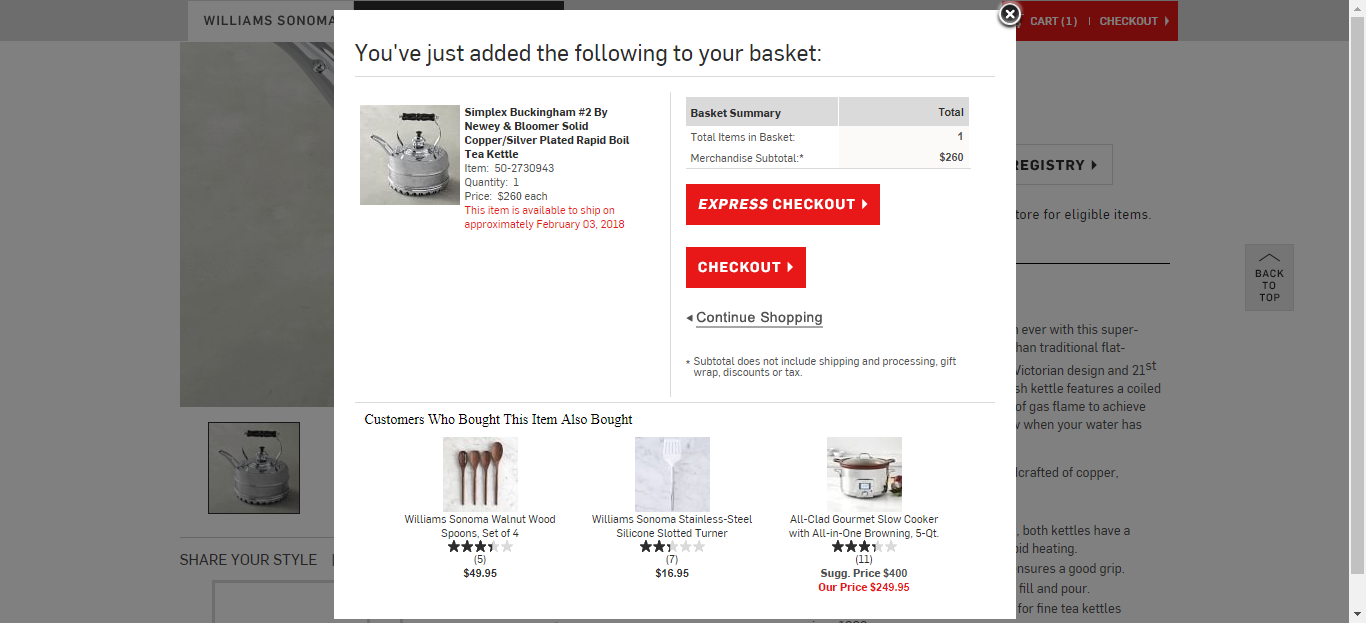 WILLIAMS SONOMA
CART (1) | CHECKOUT
You've just added the following to your basket:
Simplex Buckingham #2 By
Newey & Bloomer Solid
Copper/Silver Plated Rapid Boil
Tea Kettle
Item: 50-2730943
Quantity: 1
Price: $260 each
This item is available to ship on
approximately February 03, 2018
Basket Summary Total
Total Items in Basket: 1
Merchandise Subtotal:* $260
EXPRESS CHECKOUT
CHECKOUT
Continue Shopping
* Subtotal does not include shipping and processing, gift
wrap, discounts or tax.
Customers Who Bought This Item Also Bought
Williams Sonoma Walnut Wood
Spoons, Set of 4
(5)
$49.95
Williams Sonoma Stainless-Steel
Silicone Slotted Turner
(7)
$16.95
All-Clad Gourmet Slow Cooker
with All-in-One Browning, 5-Qt.
(11)
Sugg. Price $400
Our Price $249.95
REGISTRY
for eligible items.
BACK
TO
TOP
ever with this super-
than traditional flat-
Victorian design and 21st
kettle features a coiled
of gas flame to achieve
when your water has
of copper,
, both kettles have a
heating.
ensures a good grip.
fill and pour.
for fine tea kettles
SHARE YOUR STYLE